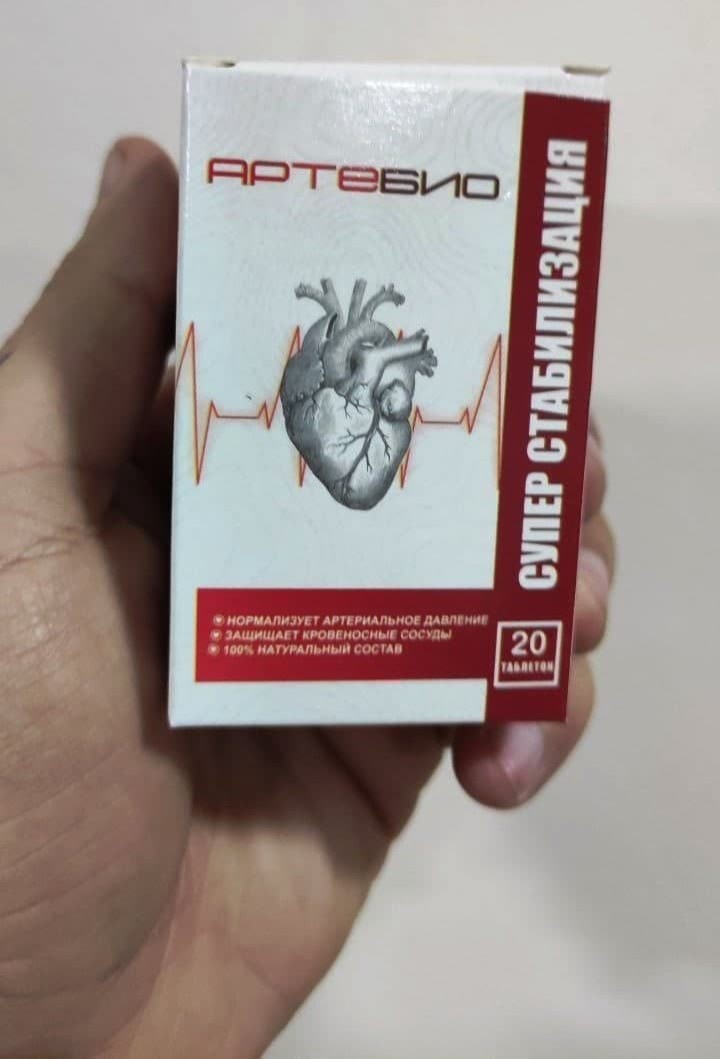 АРТЕБИО
СУПЕР СТАБИЛИЗАЦИЯ
НОРМАЛИЗУЕТ АРТЕРИАЛЬНОЕ ДАВЛЕНИЕ
ЗАЩИЩАЕТ КРОВЕНОСНЫЕ СОСУДЫ
100% НАТУРАЛЬНЫЙ СОСТАВ
20
ТАБЛЕТОК